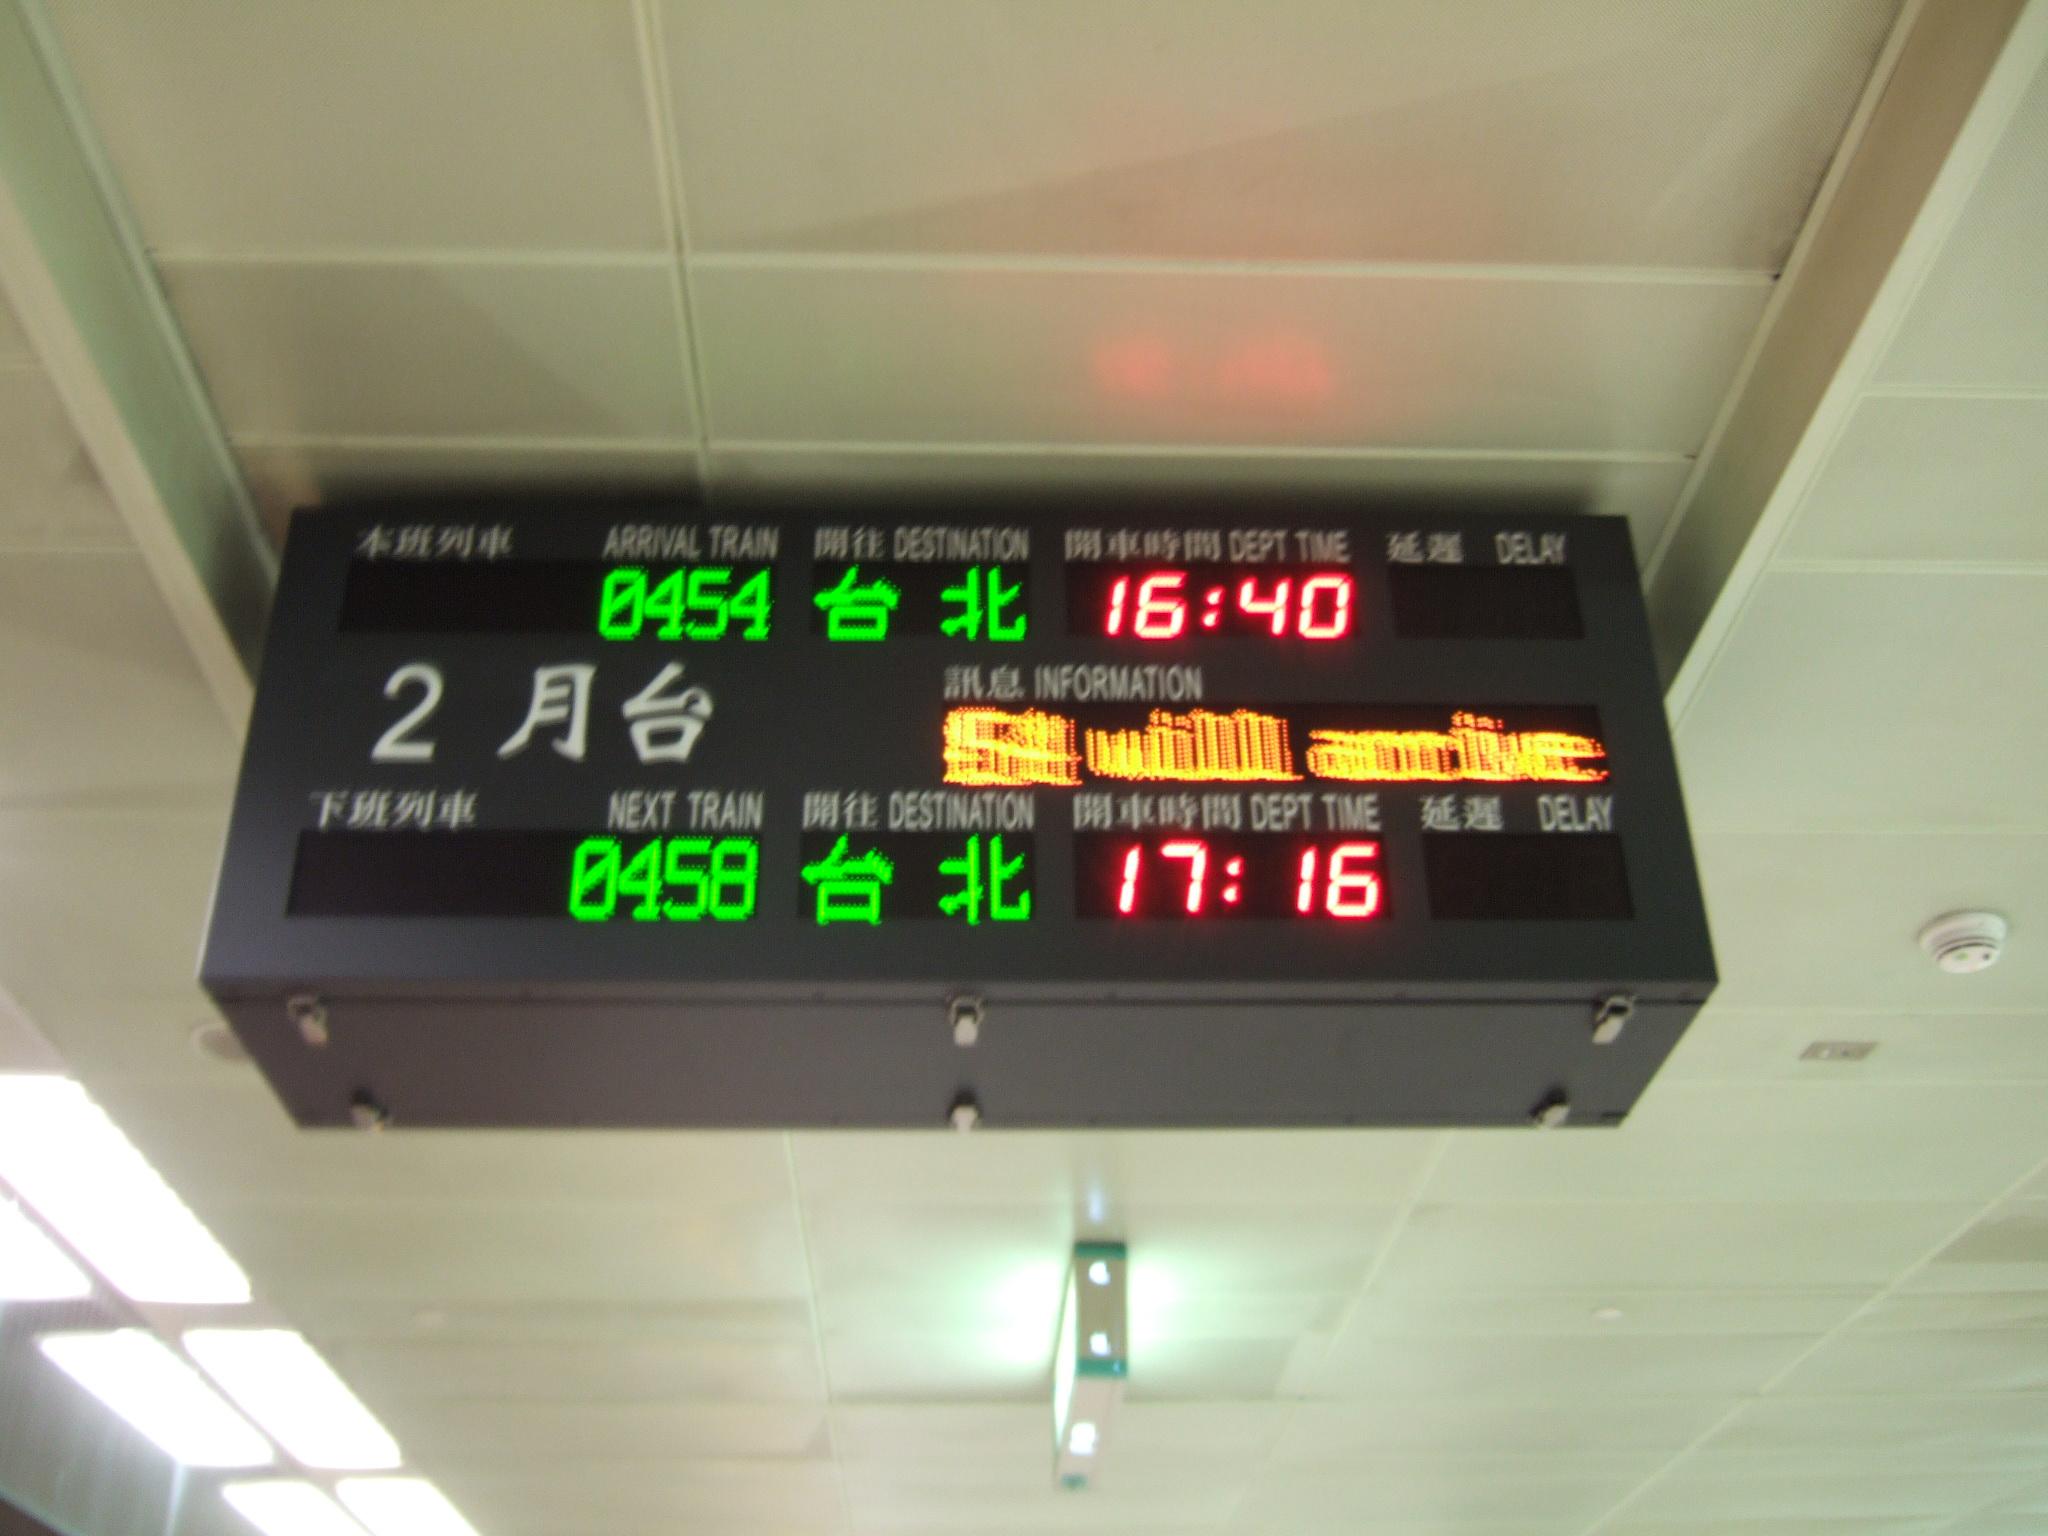 本班列車 ARRIVAL TRAIN 開往 DESTINATION 開車時間 DEPT TIME 延遲 DELAY
0454 台北 16:40
訊息 INFORMATION
2 月台 will arrive
下班列車 NEXT TRAIN 開往 DESTINATION 開車時間 DEPT TIME 延遲 DELAY
0458 台北 17:16